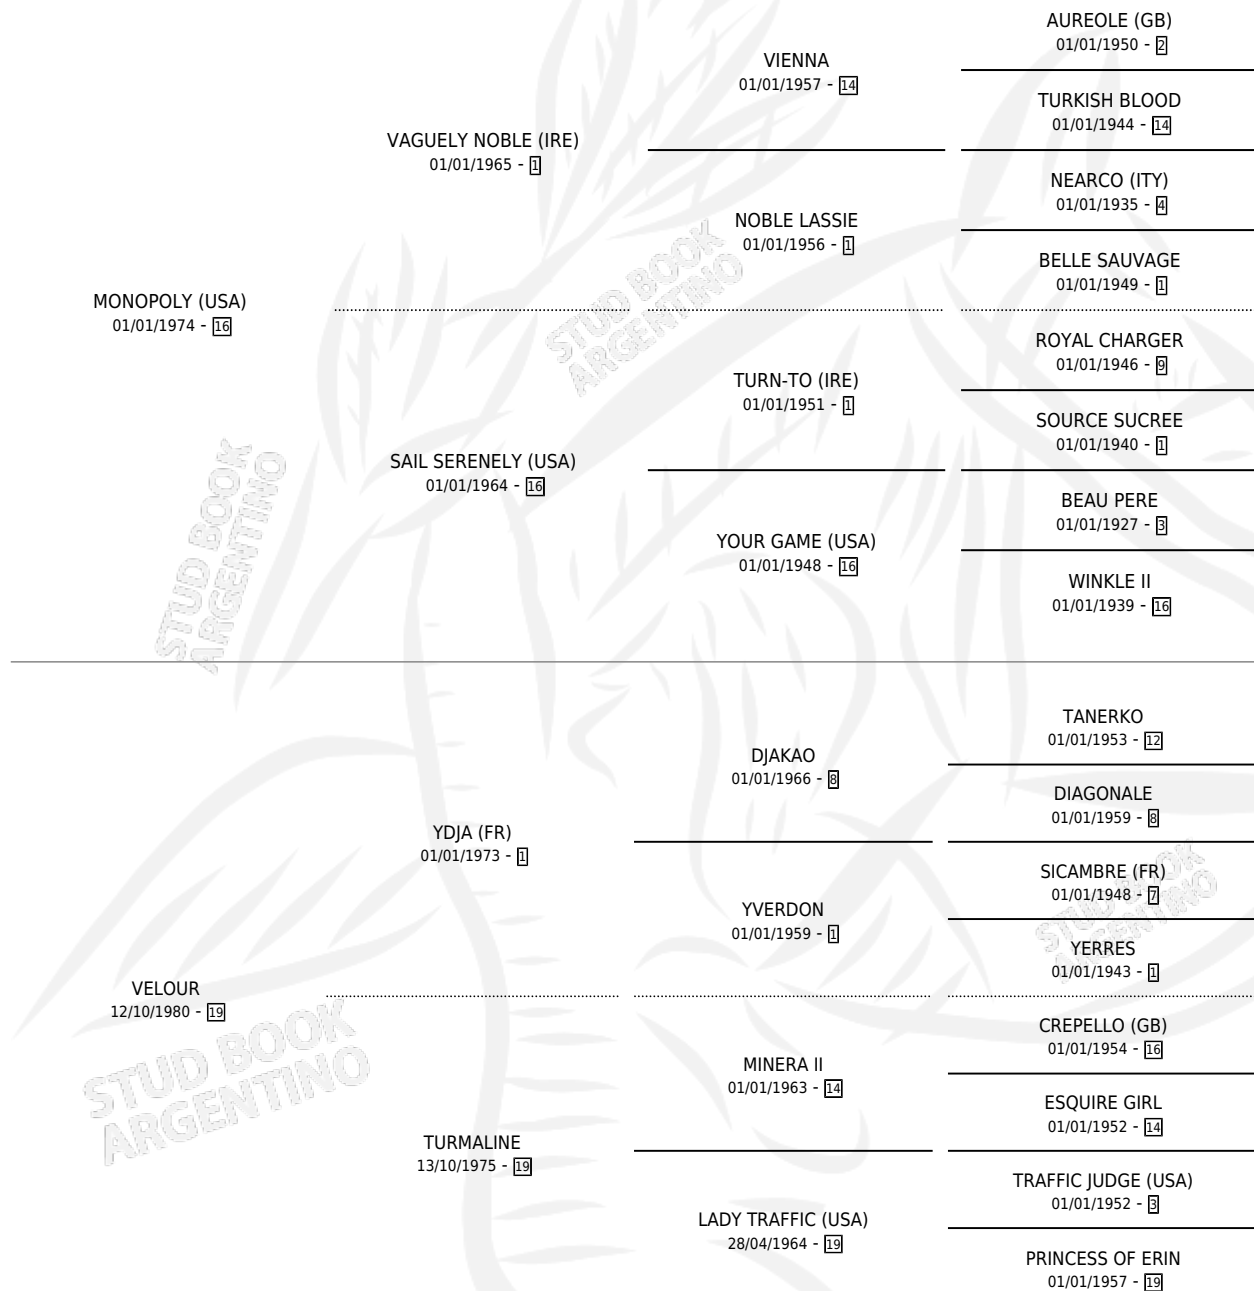 AUREOLE (GB)
01/01/1950 - 2
VIENNA
01/01/1957 - 14
TURKISH BLOOD
01/01/1944 - 14
VAGUELY NOBLE (IRE)
01/01/1965 - 1
NEARCO (ITY)
01/01/1935 - 4
NOBLE LASSIE
01/01/1956 - 1
BELLE SAUVAGE
01/01/1949 - 1
MONOPOLY (USA)
01/01/1974 - 16
ROYAL CHARGER
01/01/1946 - 9
TURN-TO (IRE)
01/01/1951 - 1
SOURCE SUCREE
01/01/1940 - 1
SAIL SERENELY (USA)
01/01/1964 - 16
BEAU PERE
01/01/1927 - 3
YOUR GAME (USA)
01/01/1948 - 16
WINKLE II
01/01/1939 - 16
TANERKO
01/01/1953 - 12
DJAKAO
01/01/1966 - 8
DIAGONALE
01/01/1959 - 8
YDJA (FR)
01/01/1973 - 1
SICAMBRE (FR)
01/01/1948 - 7
YVERDON
01/01/1959 - 1
YERRES
01/01/1943 - 1
VELOUR
12/10/1980 - 19
CREPELLO (GB)
01/01/1954 - 16
MINERA II
01/01/1963 - 14
ESQUIRE GIRL
01/01/1952 - 14
TURMALINE
13/10/1975 - 19
TRAFFIC JUDGE (USA)
01/01/1952 - 3
LADY TRAFFIC (USA)
28/04/1964 - 19
PRINCESS OF ERIN
01/01/1957 - 19
STUD BOOK
ARGENTINO
STUD BOOK
ARGENTINO
STUD BOOK
ARGENTINO
STUD BOOK
ARGENTINO